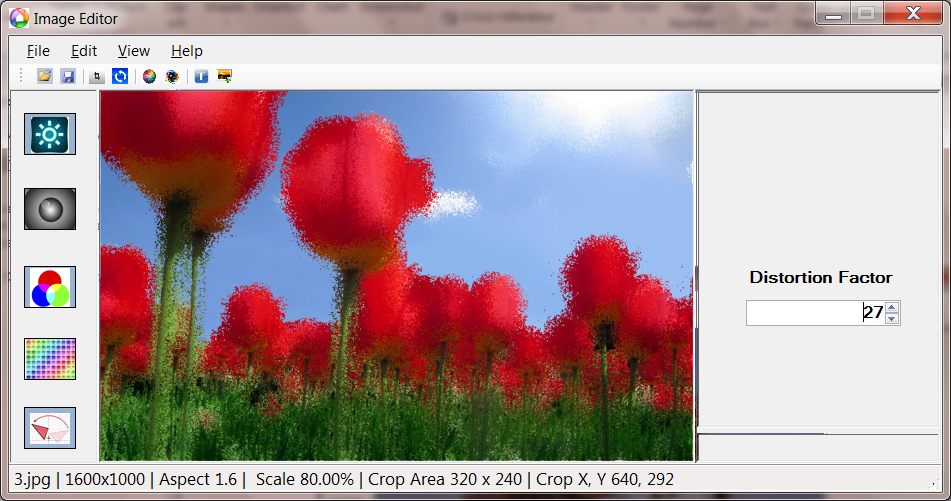 Image Editor
File Edit View Help
Distortion Factor
27
3.jpg | 1600x1000 | Aspect 1.6 | Scale 80.00% | Crop Area 320 x 240 | Crop X, Y 640, 292